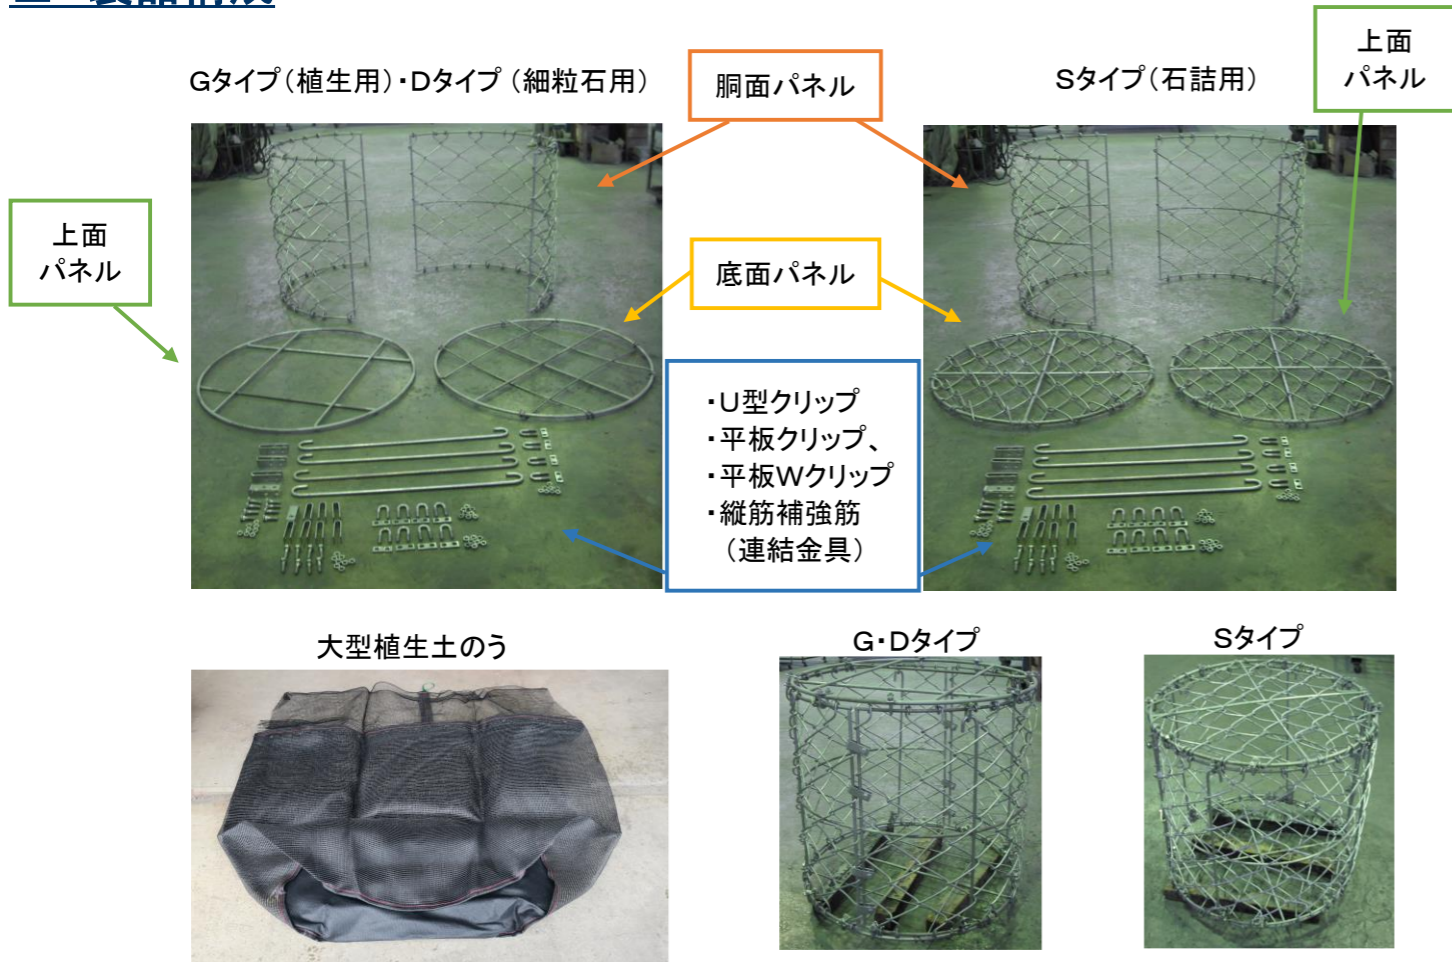 Gタイプ（植生用）・Dタイプ（細粒石用）
胴面パネル
Sタイプ（石詰用）
上面
パネル
上面
パネル
底面パネル
・U型クリップ
・平板クリップ、
・平板Wクリップ
・縦筋補強筋
（連結金具）
大型植生土のう
G・Dタイプ
Sタイプ